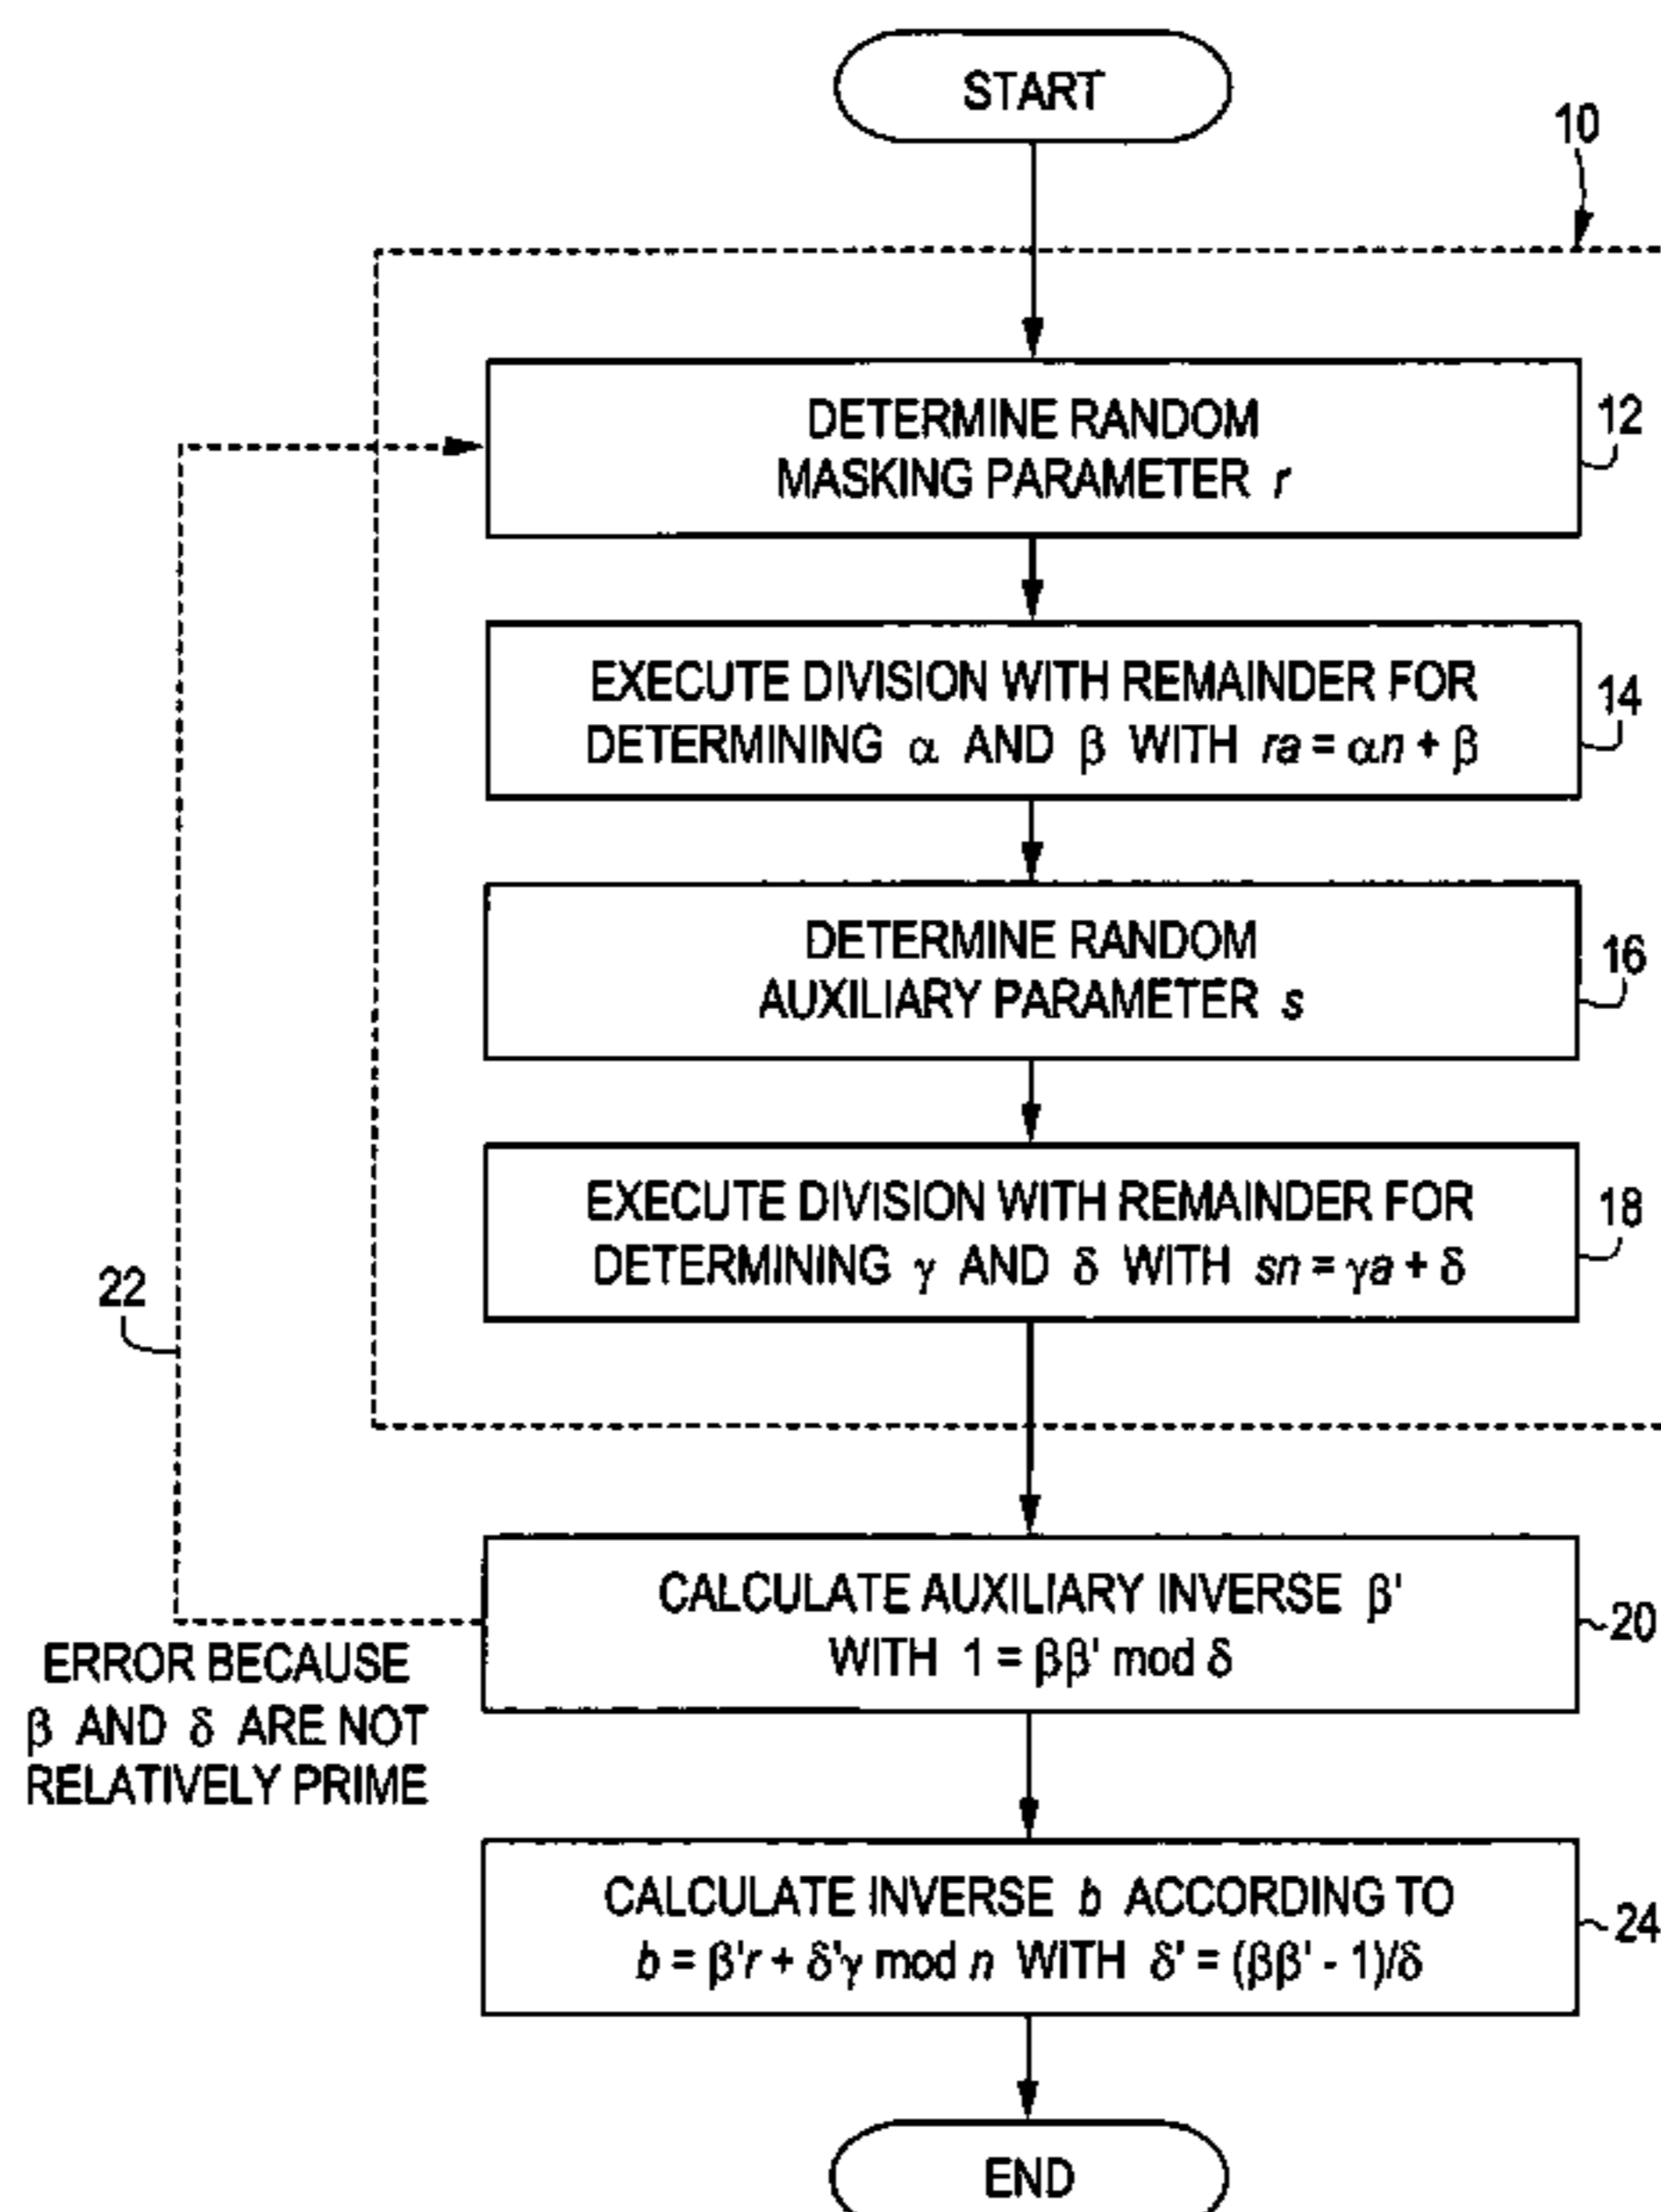 START
10
DETERMINE RANDOM
MASKING PARAMETER r
12
EXECUTE DIVISION WITH REMAINDER FOR
DETERMINING α AND β WITH ra = αn + β
14
DETERMINE RANDOM
AUXILIARY PARAMETER s
16
EXECUTE DIVISION WITH REMAINDER FOR
DETERMINING γ AND δ WITH sn = γa + δ
18
22
CALCULATE AUXILIARY INVERSE β'
WITH 1 = ββ' mod δ
20
ERROR BECAUSE
β AND δ ARE NOT
RELATIVELY PRIME
CALCULATE INVERSE b ACCORDING TO
b = β'r + δ'γ mod n WITH δ' = (ββ' - 1)/δ
24
END